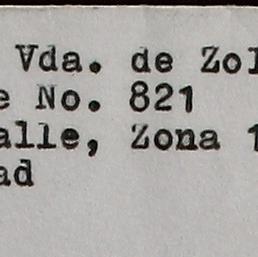 Vda. de Zol
e No. 821
alle, Zona 1
ad